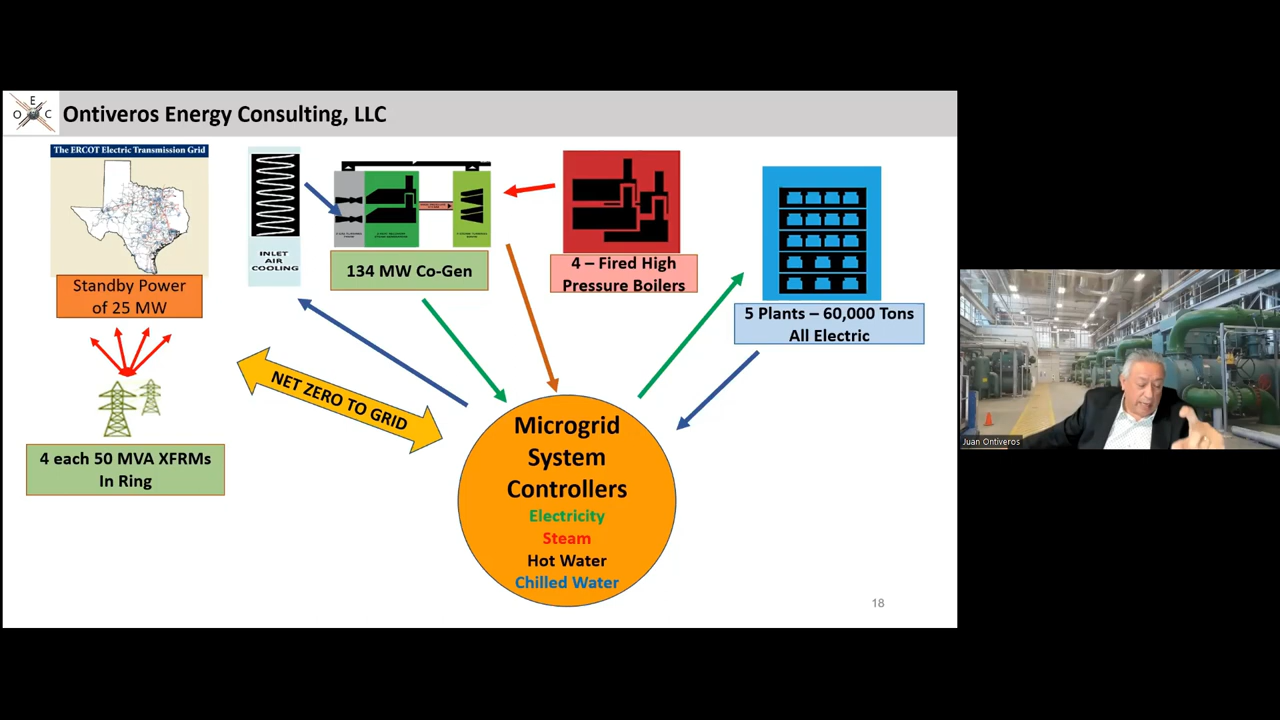 E
O C
Ontiveros Energy Consulting, LLC
The ERCOT Electric Transmission Grid
Standby Power
of 25 MW
4 each 50 MVA XFRMs
In Ring
INLET
AIR
COOLING
134 MW Co-Gen
4 – Fired High
Pressure Boilers
5 Plants – 60,000 Tons
All Electric
NET ZERO TO GRID
Microgrid
System
Controllers
Electricity
Steam
Hot Water
Chilled Water
18
Juan Ontiveros